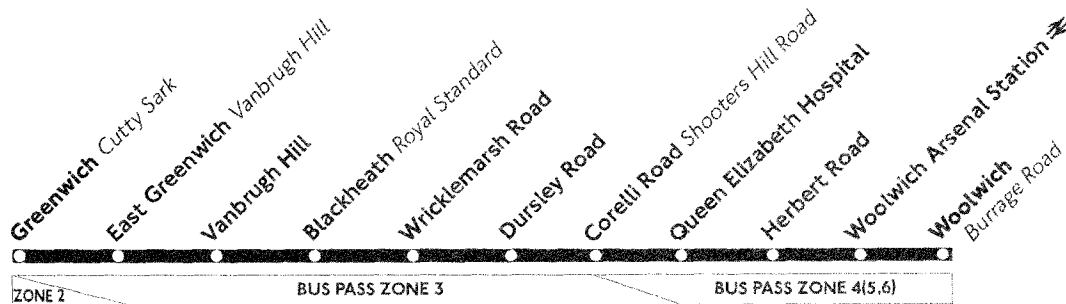 Greenwich Cutty Sark
East Greenwich Vanbrugh Hill
Vanbrugh Hill
Blackheath Royal Standard
Wricklemarsh Road
Dursley Road
Corelli Road Shooters Hill Road
Queen Elizabeth Hospital
Herbert Road
Woolwich Arsenal Station
Woolwich
Burrage Road
ZONE 2
BUS PASS ZONE 3
BUS PASS ZONE 4(5,6)